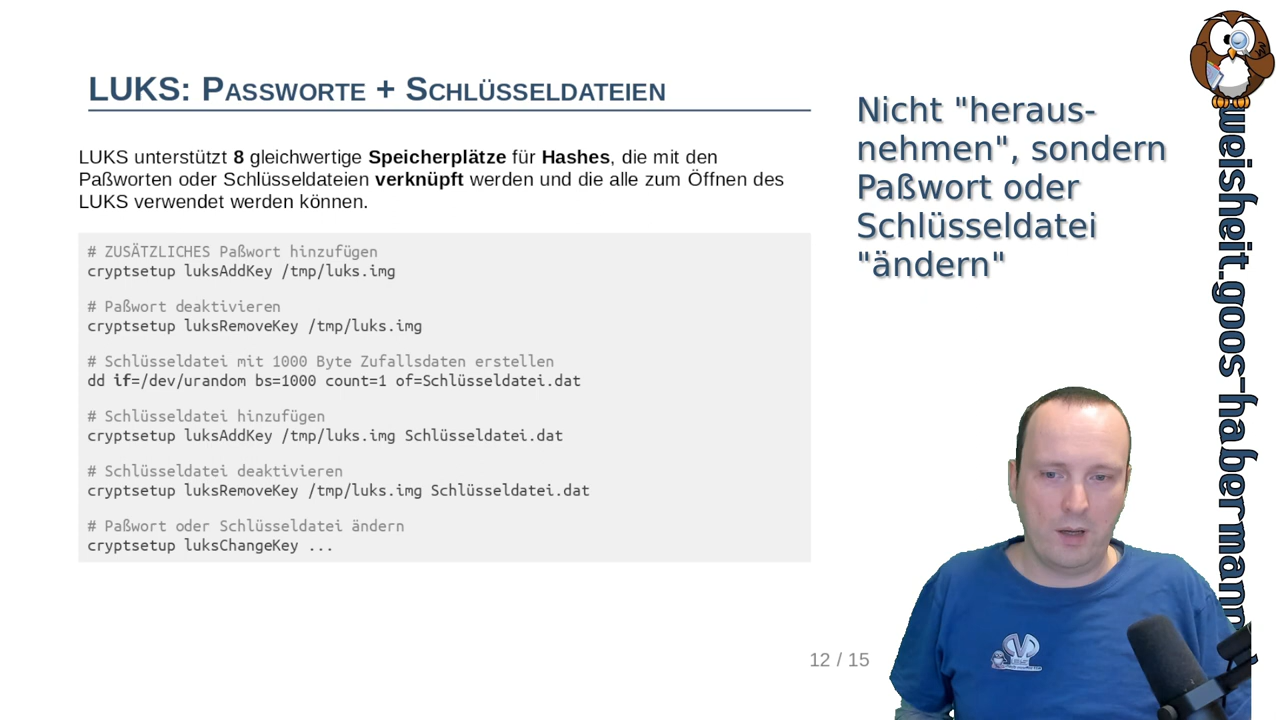 LUKS: Passworte + Schlüsseldateien
LUKS unterstützt 8 gleichwertige Speicherplätze für Hashes, die mit den
Paßworten oder Schlüsseldateien verknüpft werden und die alle zum Öffnen des
LUKS verwendet werden können.
# ZUSÄTZLICHES Paßwort hinzufügen
cryptsetup luksAddKey /tmp/luks.img
# Paßwort deaktivieren
cryptsetup luksRemoveKey /tmp/luks.img
# Schlüsseldatei mit 1000 Byte Zufallsdaten erstellen
dd if=/dev/urandom bs=1000 count=1 of=Schlüsseldatei.dat
# Schlüsseldatei hinzufügen
cryptsetup luksAddKey /tmp/luks.img Schlüsseldatei.dat
# Schlüsseldatei deaktivieren
cryptsetup luksRemoveKey /tmp/luks.img Schlüsseldatei.dat
# Paßwort oder Schlüsseldatei ändern
cryptsetup luksChangeKey ...
12 / 15
Nicht "heraus-
nehmen", sondern
Paßwort oder
Schlüsseldatei
"ändern"
weisheit.goos-habermann